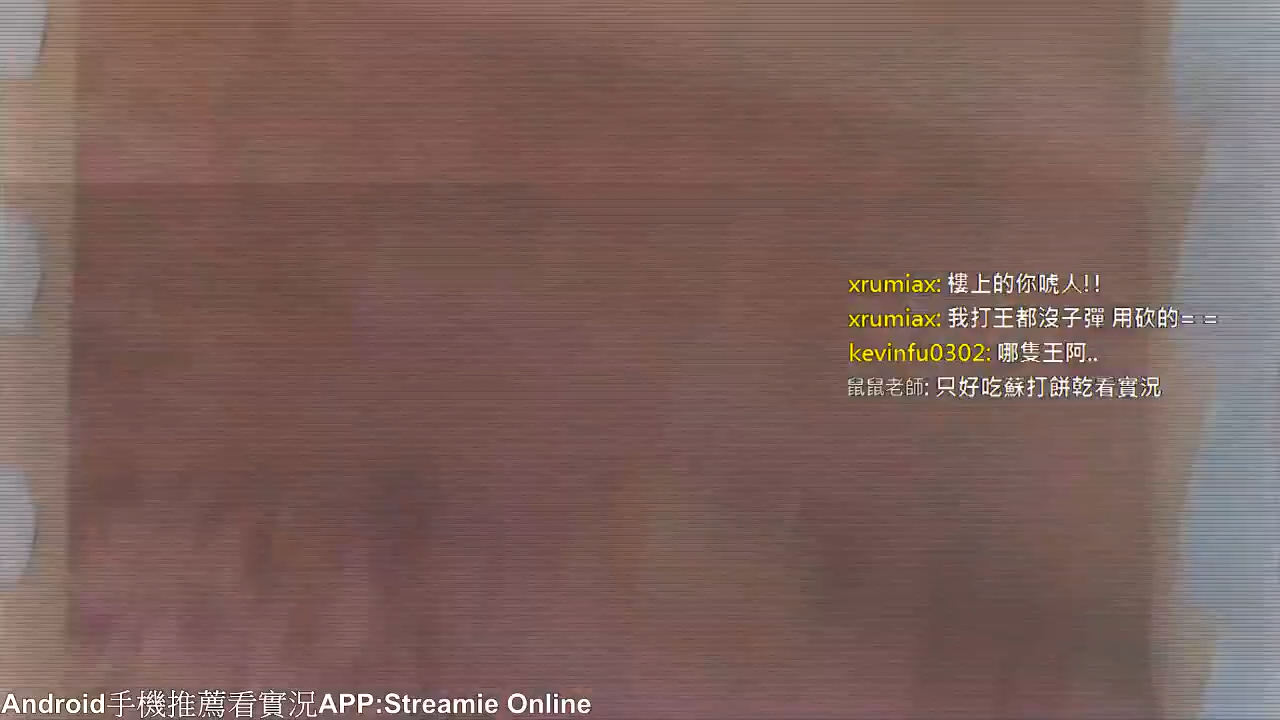 xrumiax: 樓上的你唬人!!
xrumiax: 我打王都沒子彈 用砍的= =
kevinfu0302: 哪隻王阿..
鼠鼠老師: 只好吃蘇打餅乾看實況
Android手機推薦看實況APP:Streamie Online